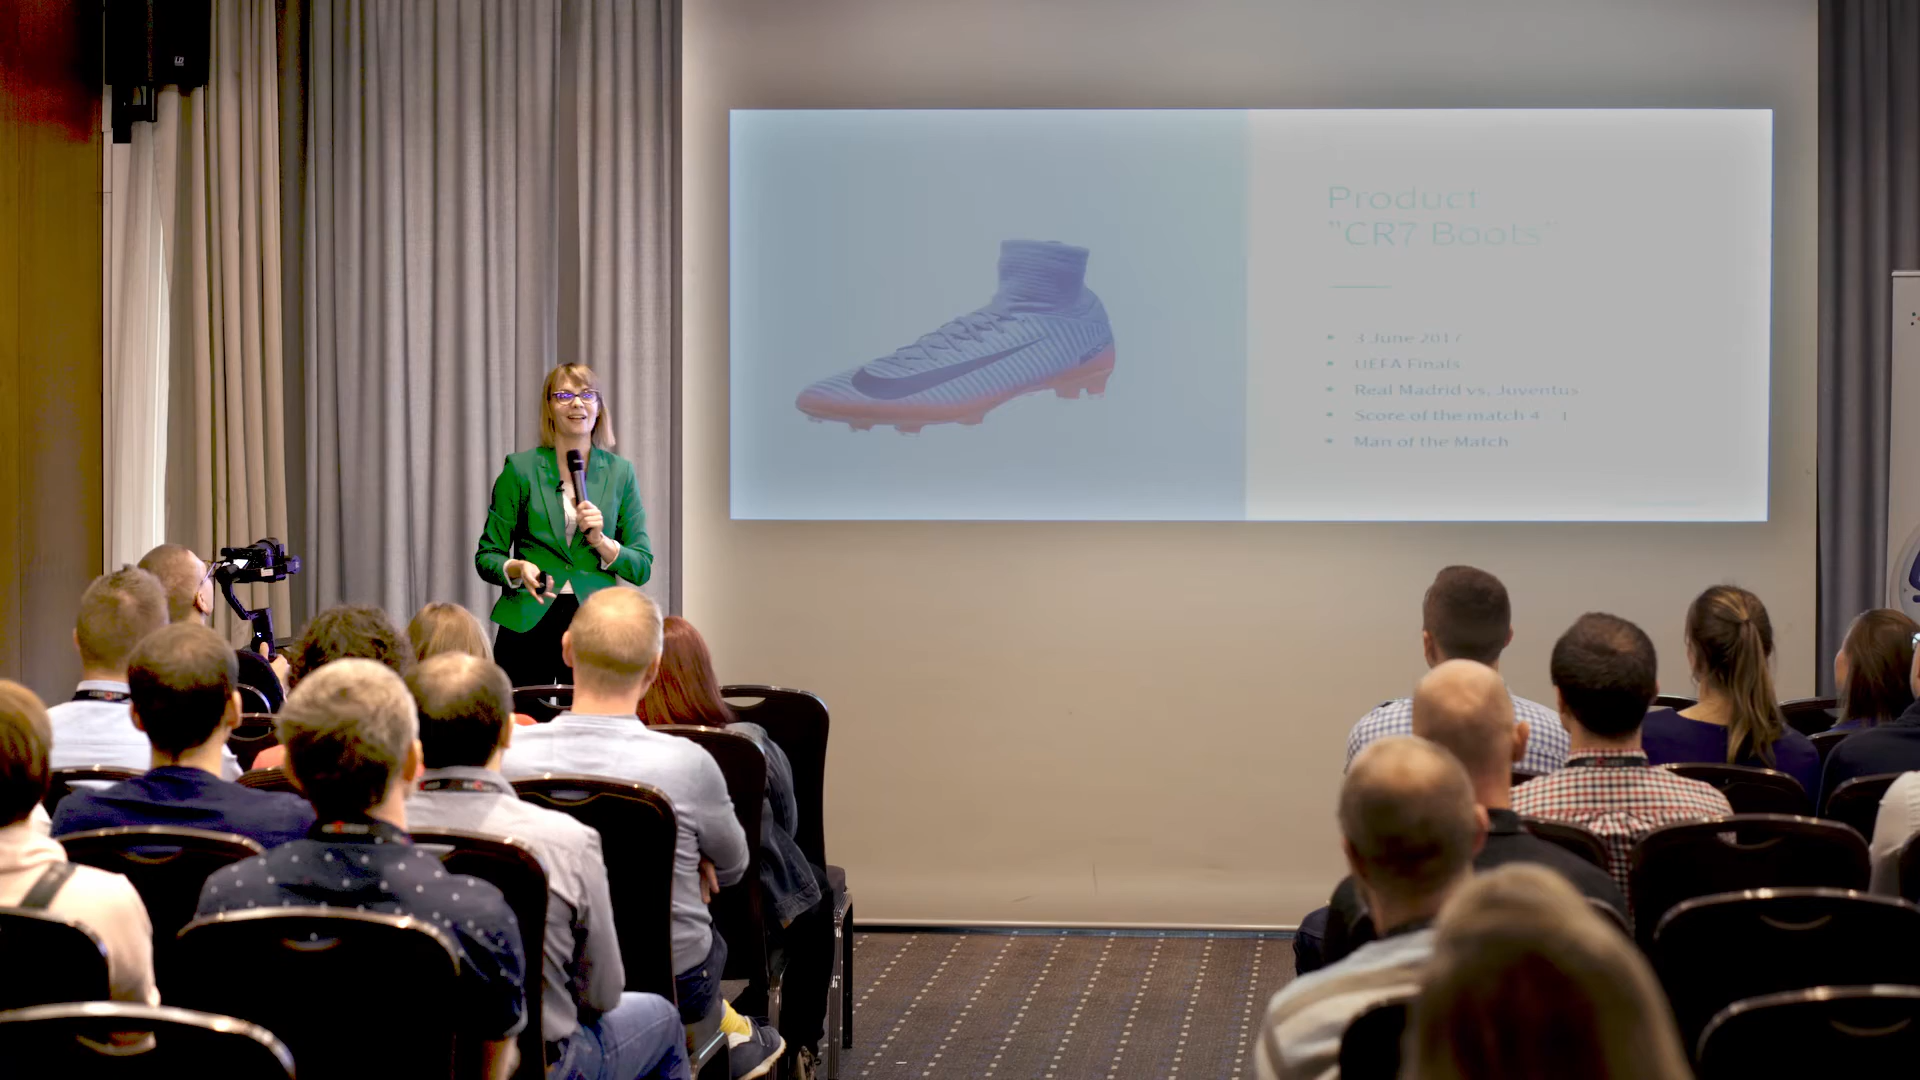 Product
"CR7 Boots"
• 3 June 2017
• UEFA Finals
• Real Madrid vs. Juventus
• Score of the match 4 - 1
• Man of the Match